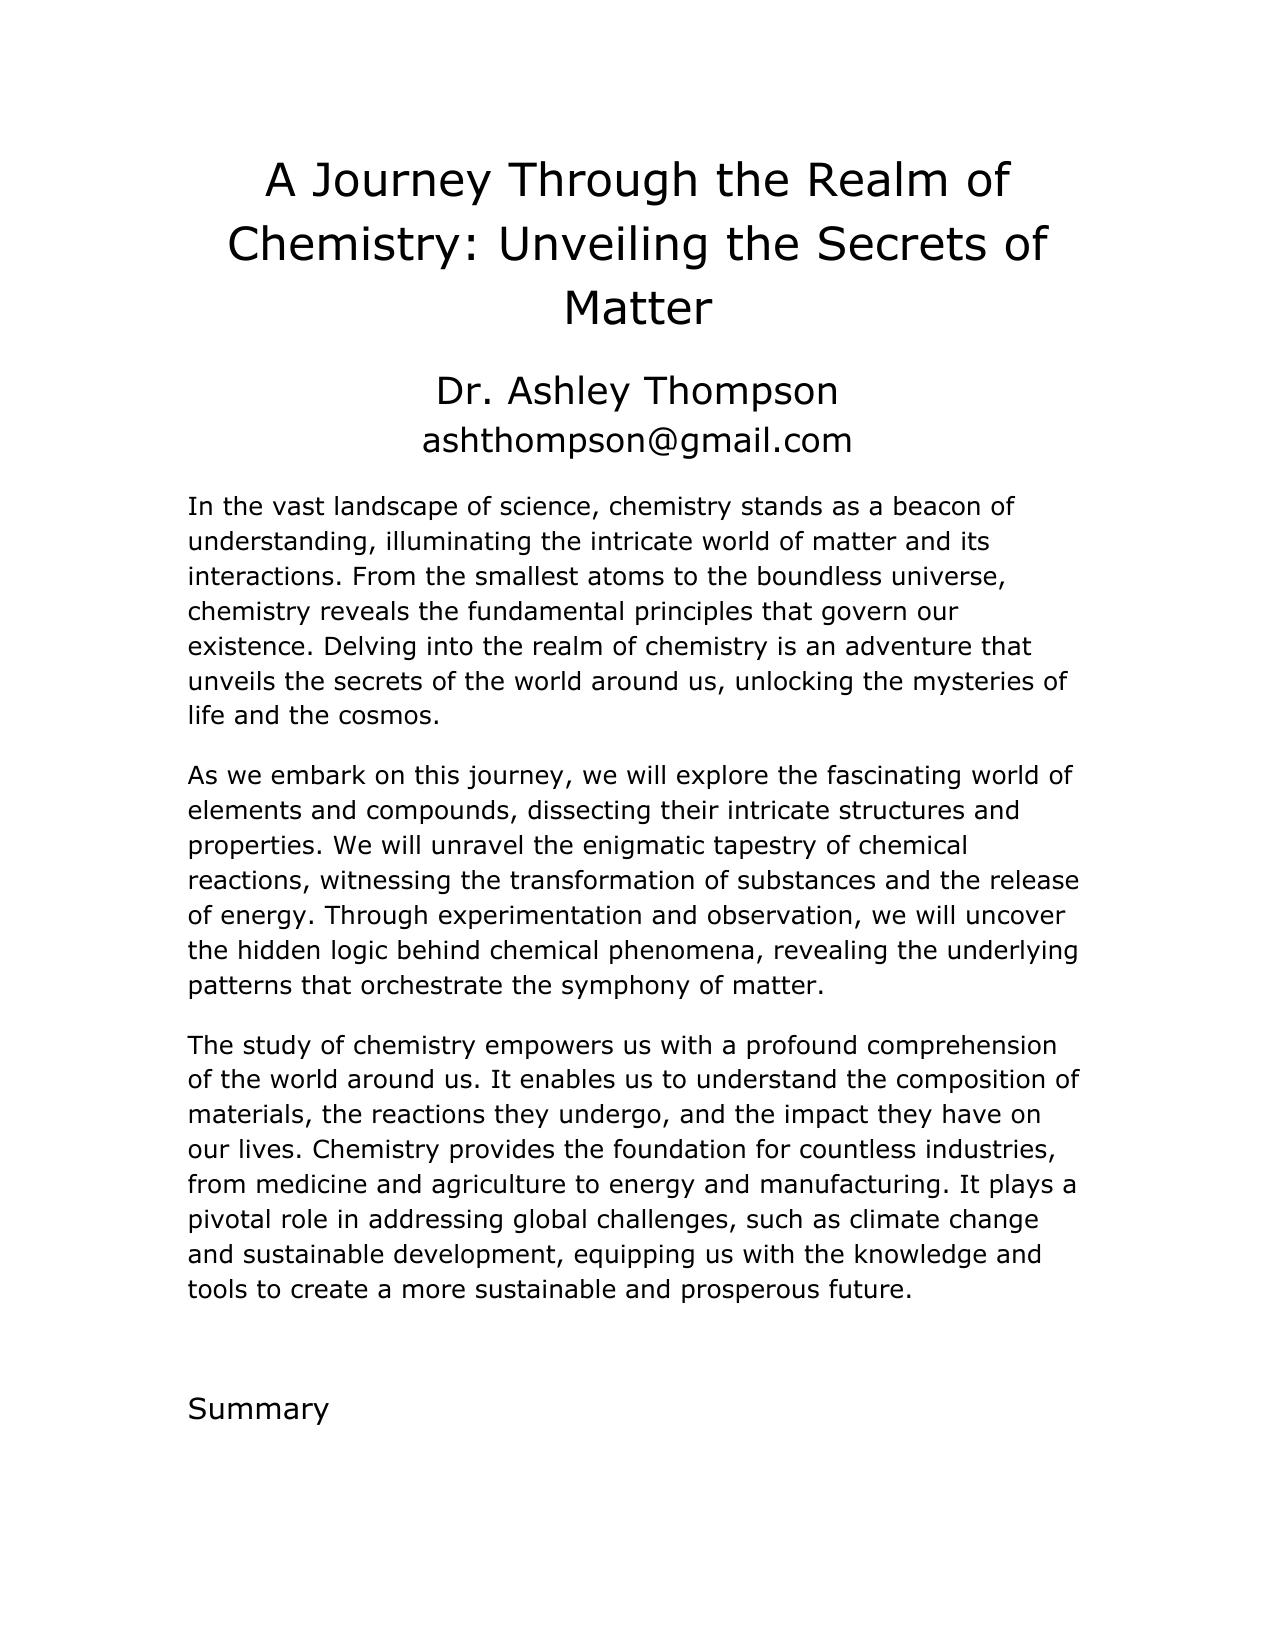 A Journey Through the Realm of
Chemistry: Unveiling the Secrets of
Matter
Dr. Ashley Thompson
ashthompson@gmail.com
In the vast landscape of science, chemistry stands as a beacon of
understanding, illuminating the intricate world of matter and its
interactions. From the smallest atoms to the boundless universe,
chemistry reveals the fundamental principles that govern our
existence. Delving into the realm of chemistry is an adventure that
unveils the secrets of the world around us, unlocking the mysteries of
life and the cosmos.
As we embark on this journey, we will explore the fascinating world of
elements and compounds, dissecting their intricate structures and
properties. We will unravel the enigmatic tapestry of chemical
reactions, witnessing the transformation of substances and the release
of energy. Through experimentation and observation, we will uncover
the hidden logic behind chemical phenomena, revealing the underlying
patterns that orchestrate the symphony of matter.
The study of chemistry empowers us with a profound comprehension
of the world around us. It enables us to understand the composition of
materials, the reactions they undergo, and the impact they have on
our lives. Chemistry provides the foundation for countless industries,
from medicine and agriculture to energy and manufacturing. It plays a
pivotal role in addressing global challenges, such as climate change
and sustainable development, equipping us with the knowledge and
tools to create a more sustainable and prosperous future.
Summary